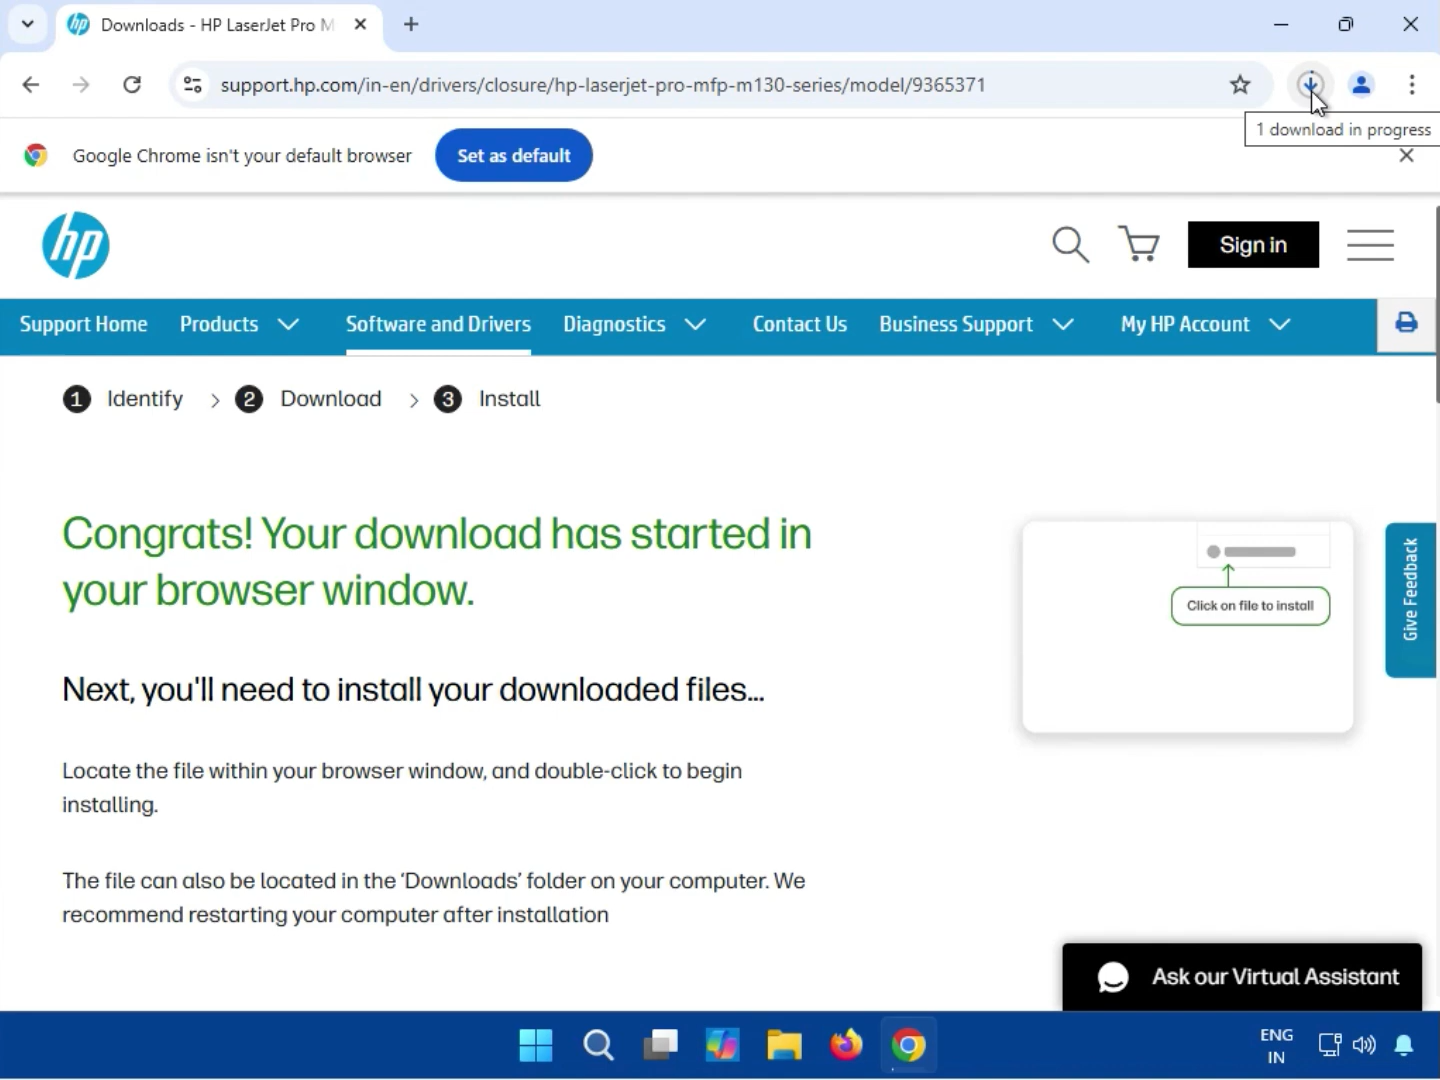 Downloads - HP LaserJet Pro M
support.hp.com/in-en/drivers/closure/hp-laserjet-pro-mfp-m130-series/model/9365371
1 download in progress
Google Chrome isn't your default browser
Set as default
hp
Sign in
Support Home
Products
Software and Drivers
Diagnostics
Contact Us
Business Support
My HP Account
1 Identify > 2 Download > 3 Install
Congrats! Your download has started in
your browser window.
Click on file to install
Give Feedback
Next, you'll need to install your downloaded files...
Locate the file within your browser window, and double-click to begin
installing.
The file can also be located in the ‘Downloads’ folder on your computer. We
recommend restarting your computer after installation
Ask our Virtual Assistant
ENG
IN